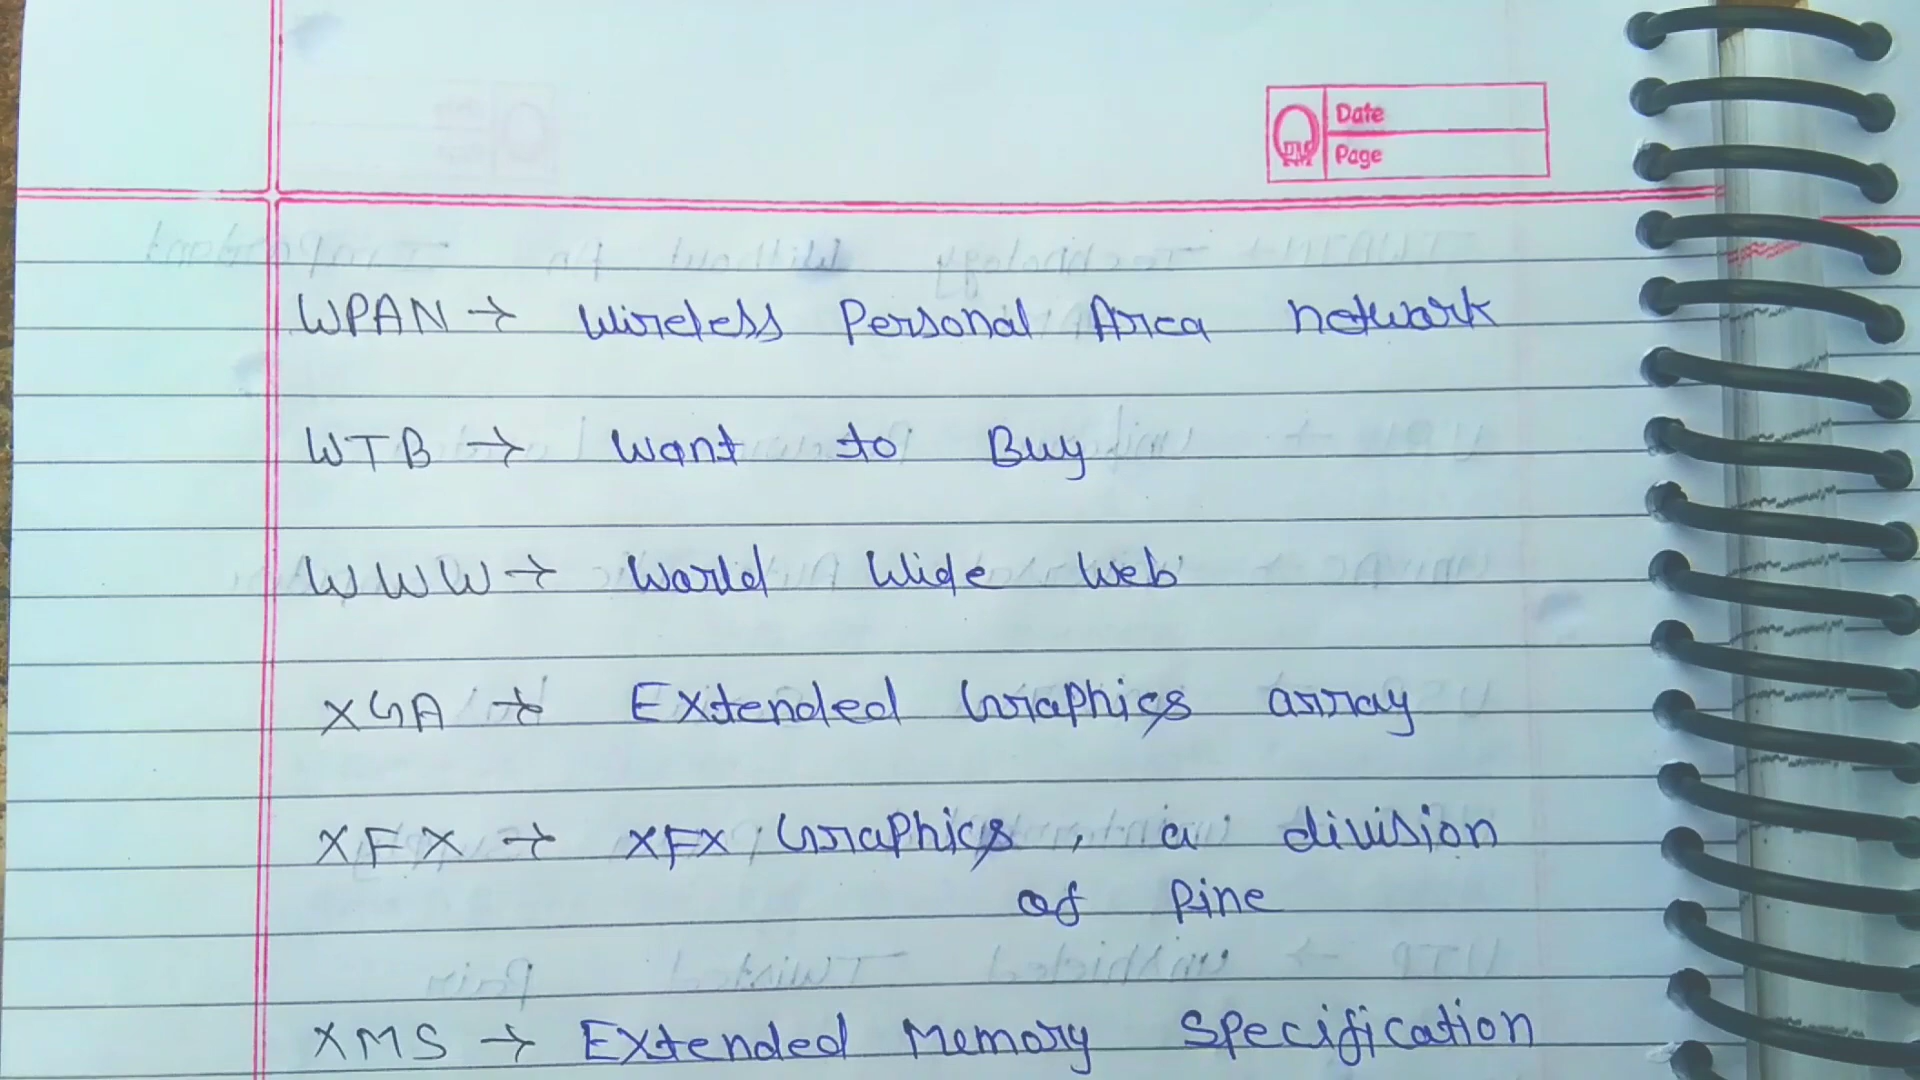 Date
Page
WPAN → Wireless Personal Area network
WTB → Want to Buy
WWW → World Wide Web
XGA → Extended Graphics array
XFX → XFX Graphics, a division
of Pine
XMS → Extended Memory Specification